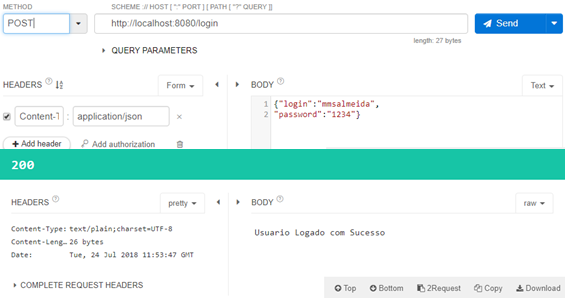 METHOD
SCHEME :// HOST [ ":" PORT ] [ PATH [ "?" QUERY ]]
POST
http://localhost:8080/login
Send
length: 27 bytes
QUERY PARAMETERS
HEADERS
Form
BODY
Text
Content-T : application/json
1 {"login":"mmsalmeida",
2 "password":"1234"}
+ Add header
Add authorization
200
HEADERS
pretty
BODY
raw
Content-Type: text/plain;charset=UTF-8
Content-Leng… 26 bytes
Date: Tue, 24 Jul 2018 11:53:47 GMT
Usuario Logado com Sucesso
COMPLETE REQUEST HEADERS
Top
Bottom
2Request
Copy
Download